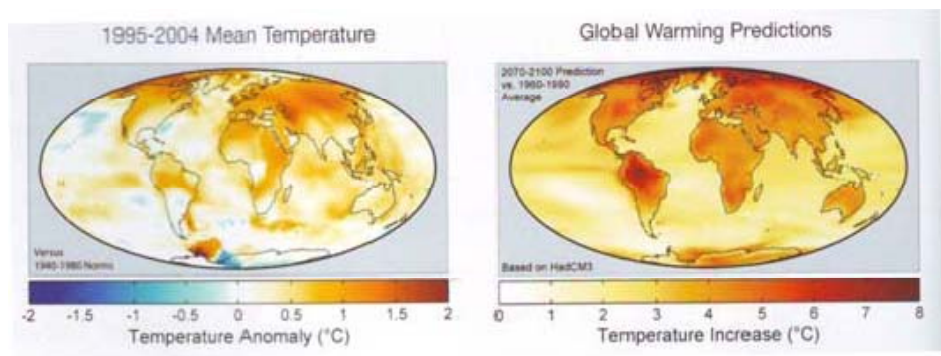 1995-2004 Mean Temperature
Versus
1940-1980 Norms
-2 -1.5 -1 -0.5 0 0.5 1 1.5 2
Temperature Anomaly (°C)
Global Warming Predictions
2070-2100 Prediction
vs. 1960-1990
Average
Based on HadCM3
0 1 2 3 4 5 6 7 8
Temperature Increase (°C)